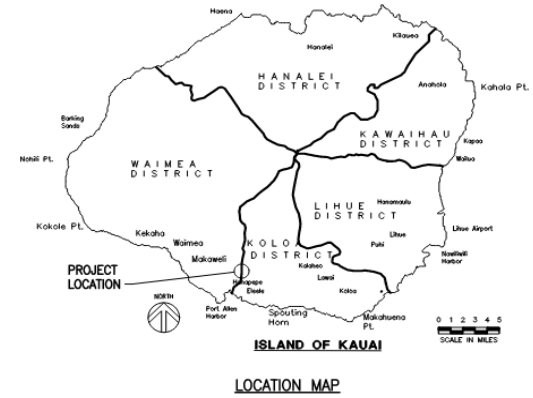 Haena
Kilauea
Hanalei
HANALEI
DISTRICT
Anahola
Kahala Pt.
Barking
Sands
KAWAIHAU
DISTRICT
Kapaa
Wailua
Nohili Pt.
WAIMEA
DISTRICT
Hanamaulu
LIHUE
DISTRICT
Kokole Pt.
Kekaha
Lihue
Lihue Airport
Waimea
KOLOA
DISTRICT
Puhi
Nawiliwili
Harbor
Makaweli
Kalaheo
PROJECT
LOCATION
Hanapepe
Eleele
Lawai
Koloa
NORTH
Port Allen
Harbor
Spouting
Horn
Makahuena
Pt.
0 1 2 3 4 5
SCALE IN MILES
ISLAND OF KAUAI
LOCATION MAP